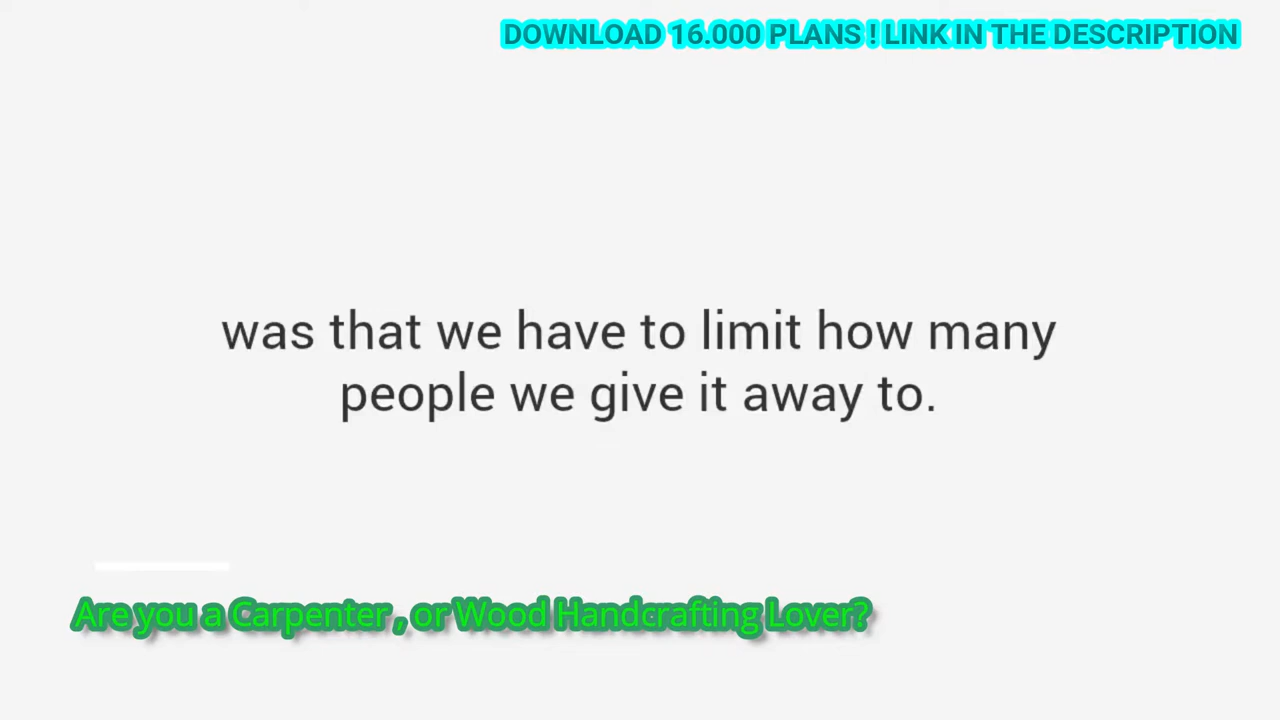 DOWNLOAD 16.000 PLANS ! LINK IN THE DESCRIPTION
was that we have to limit how many
people we give it away to.
Are you a Carpenter , or Wood Handcrafting Lover?